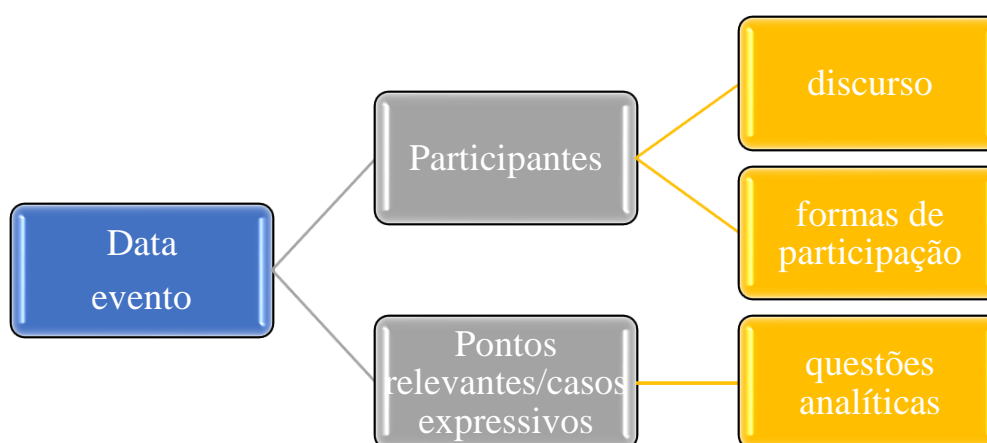 Data
evento
Participantes
Pontos
relevantes/casos
expressivos
discurso
formas de
participação
questões
analíticas